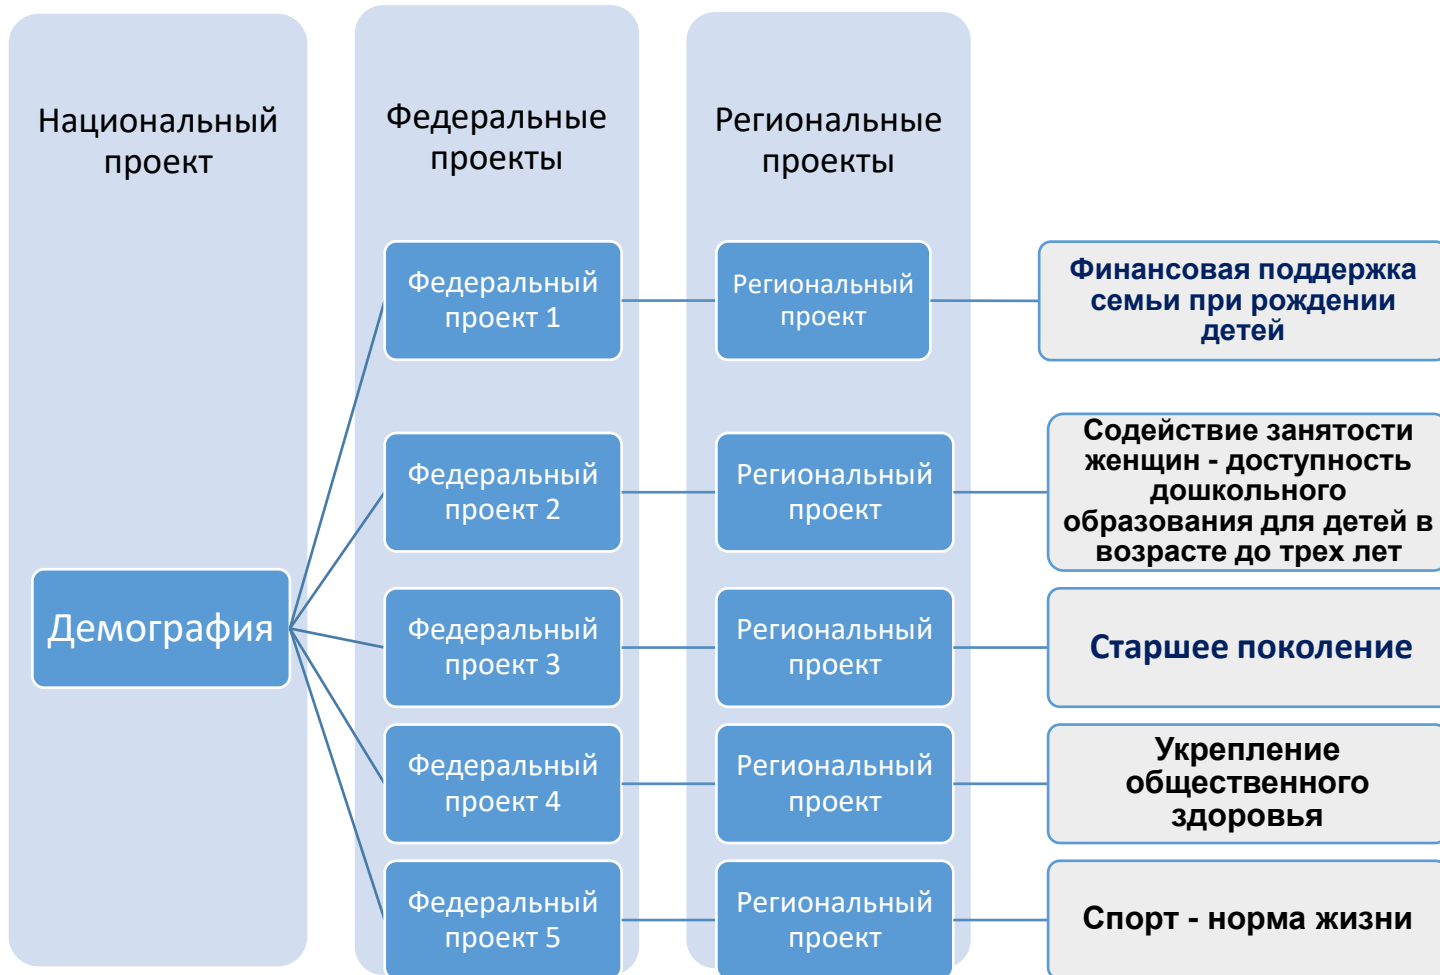 Национальный
проект
Федеральные
проекты
Региональные
проекты
Федеральный
проект 1
Региональный
проект
Финансовая поддержка
семьи при рождении
детей
Федеральный
проект 2
Региональный
проект
Содействие занятости
женщин - доступность
дошкольного
образования для детей в
возрасте до трех лет
Демография
Федеральный
проект 3
Региональный
проект
Старшее поколение
Федеральный
проект 4
Региональный
проект
Укрепление
общественного
здоровья
Федеральный
проект 5
Региональный
проект
Спорт - норма жизни